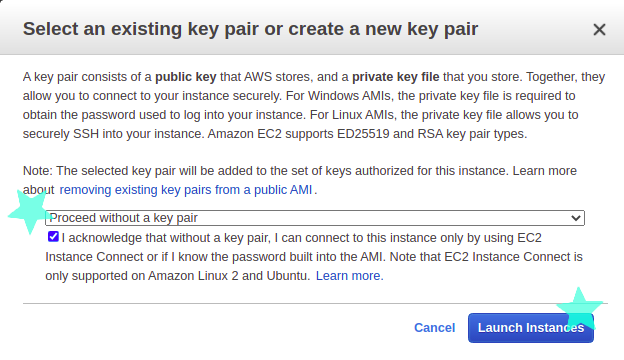 Select an existing key pair or create a new key pair
A key pair consists of a public key that AWS stores, and a private key file that you store. Together, they
allow you to connect to your instance securely. For Windows AMIs, the private key file is required to
obtain the password used to log into your instance. For Linux AMIs, the private key file allows you to
securely SSH into your instance. Amazon EC2 supports ED25519 and RSA key pair types.
Note: The selected key pair will be added to the set of keys authorized for this instance. Learn more
about removing existing key pairs from a public AMI.
Proceed without a key pair
I acknowledge that without a key pair, I can connect to this instance only by using EC2
Instance Connect or if I know the password built into the AMI. Note that EC2 Instance Connect is
only supported on Amazon Linux 2 and Ubuntu. Learn more.
Cancel Launch Instances